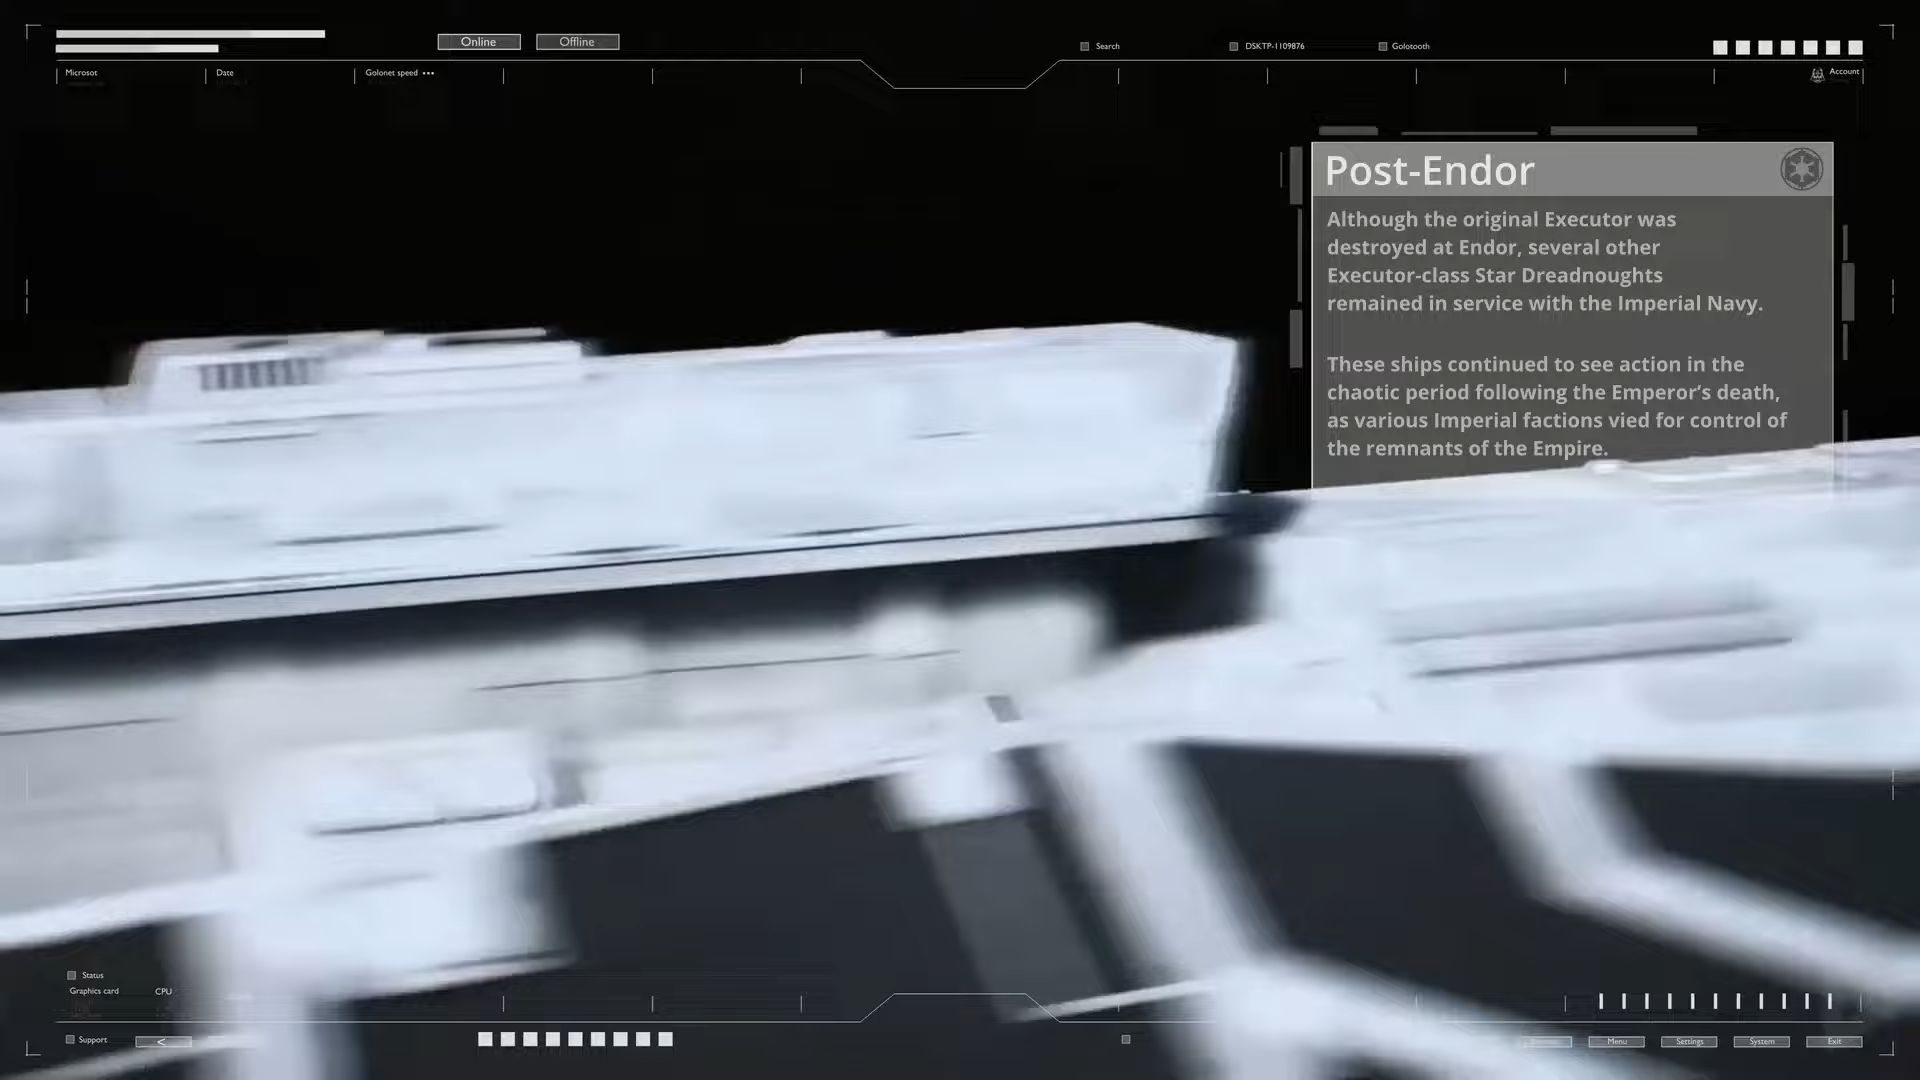 Online
Offline
Search
DSKTP-1109876
Golotooth
Microsot
Date
Golonet speed •••
Account
Post-Endor
Although the original Executor was
destroyed at Endor, several other
Executor-class Star Dreadnoughts
remained in service with the Imperial Navy.
These ships continued to see action in the
chaotic period following the Emperor's death,
as various Imperial factions vied for control of
the remnants of the Empire.
Status
Graphics card
CPU
Support
<
Menu
Settings
System
Exit